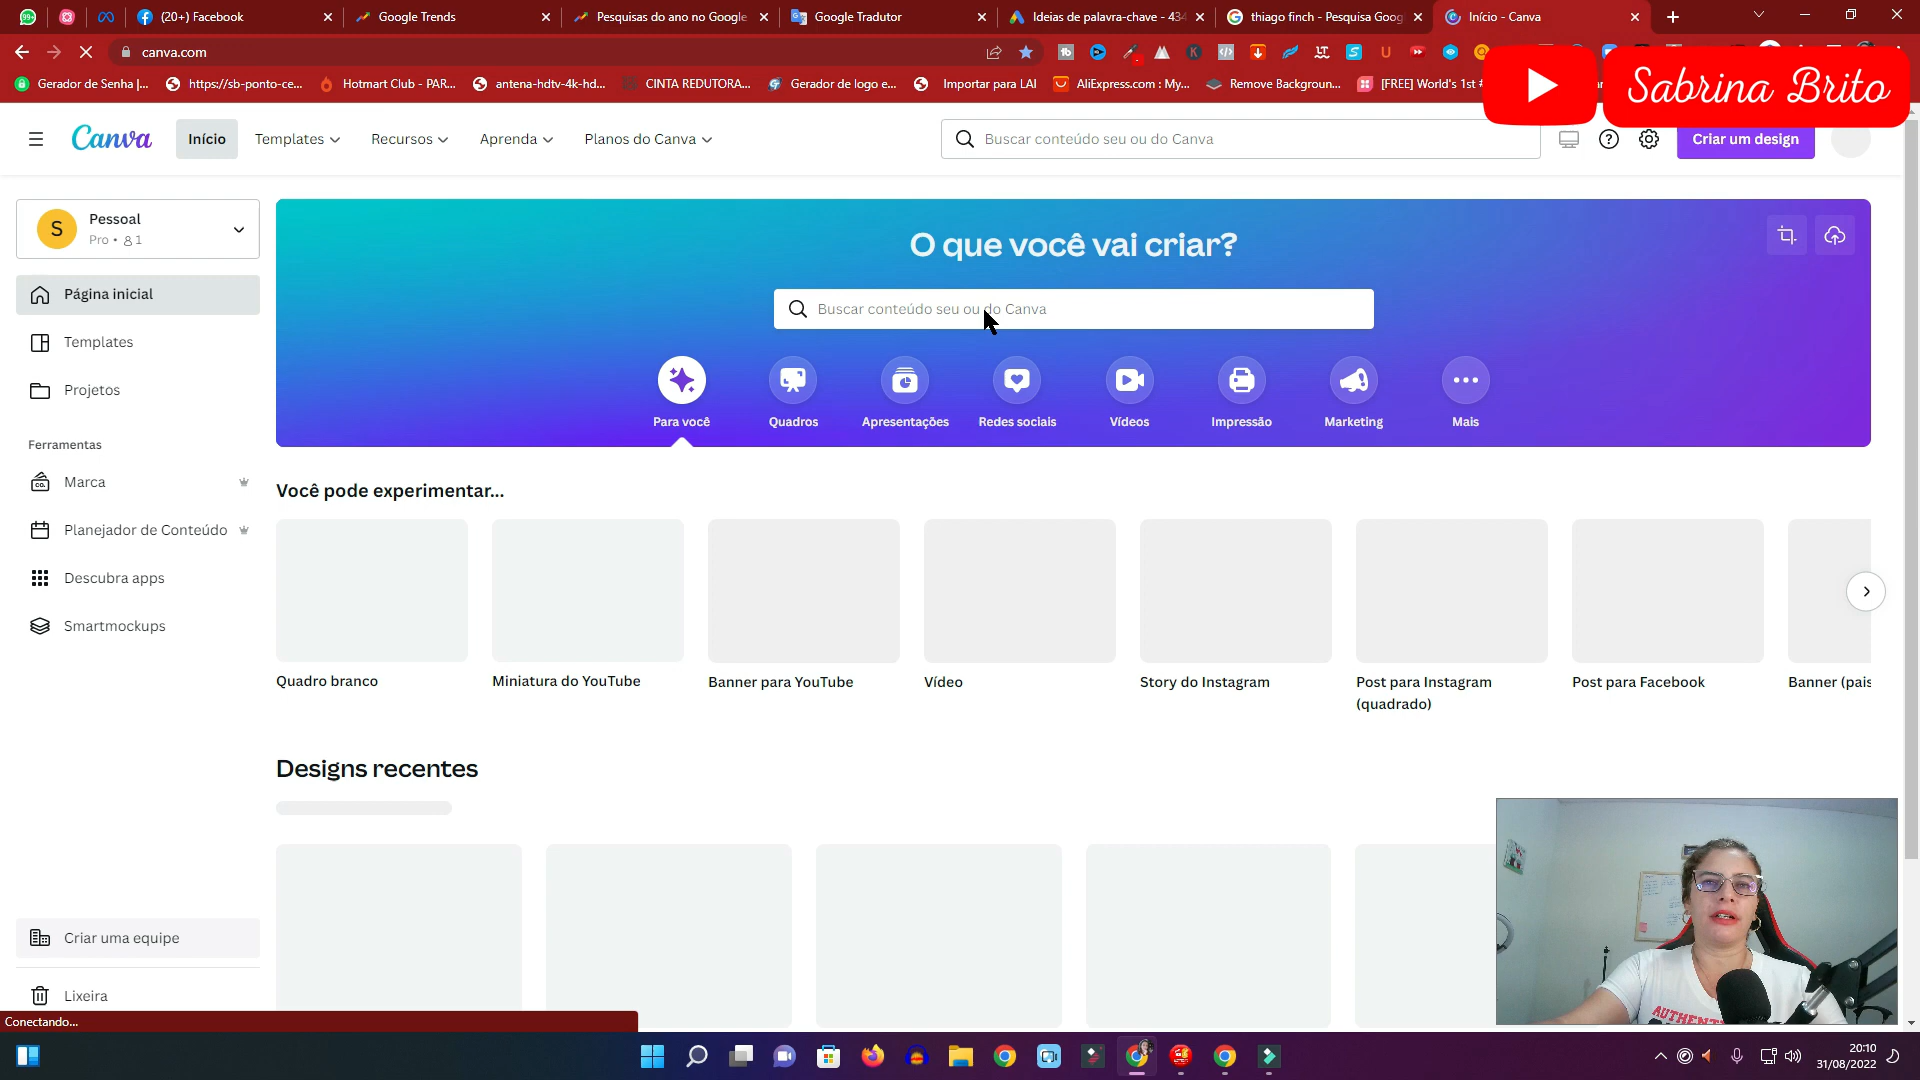 (20+) Facebook
Google Trends
Pesquisas do ano no Google
Google Tradutor
Ideias de palavra-chave - 434
thiago finch - Pesquisa Goog
Início - Canva
canva.com
Gerador de Senha |...
https://sb-ponto-ce...
Hotmart Club - PAR...
antena-hdtv-4k-hd...
CINTA REDUTORA...
Gerador de logo e...
Importar para LAI
AliExpress.com : My...
Remove Backgroun...
[FREE] World's 1st
Sabrina Brito
Canva
Início
Templates
Recursos
Aprenda
Planos do Canva
Buscar conteúdo seu ou do Canva
Criar um design
S
Pessoal
Pro • 1
Página inicial
Templates
Projetos
Ferramentas
Marca
Planejador de Conteúdo
Descubra apps
Smartmockups
Criar uma equipe
Lixeira
Conectando...
O que você vai criar?
Buscar conteúdo seu ou do Canva
Para você
Quadros
Apresentações
Redes sociais
Vídeos
Impressão
Marketing
Mais
Você pode experimentar...
Quadro branco
Miniatura do YouTube
Banner para YouTube
Vídeo
Story do Instagram
Post para Instagram
(quadrado)
Post para Facebook
Banner (pais
Designs recentes
20:10
31/08/2022